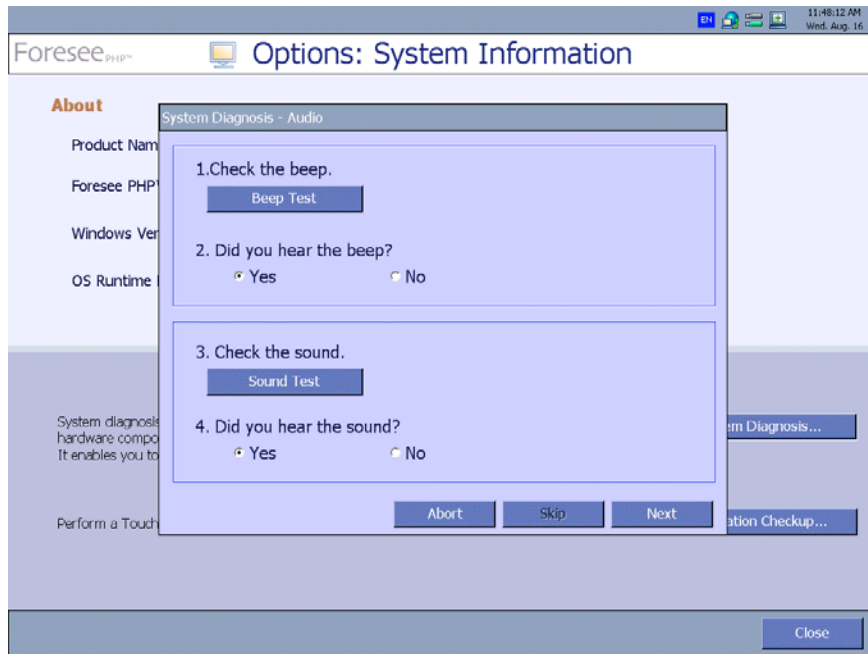 EN
11:48:12 AM
Wed. Aug. 16
Foresee PHP™
Options: System Information
About
System Diagnosis - Audio
Product Nam
Foresee PHP
Windows Ver
OS Runtime
1.Check the beep.
Beep Test
2. Did you hear the beep?
Yes No
3. Check the sound.
Sound Test
4. Did you hear the sound?
Yes No
System diagnosis
hardware compo
It enables you to
em Diagnosis...
Abort Skip Next
Perform a Touch
ation Checkup...
Close